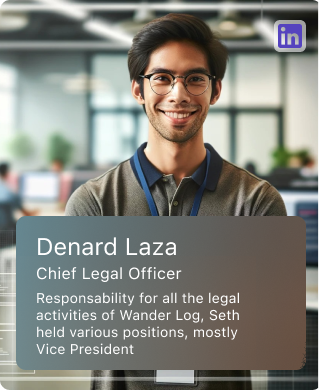 in
Denard Laza
Chief Legal Officer
Responsability for all the legal
activities of Wander Log, Seth
held various positions, mostly
Vice President